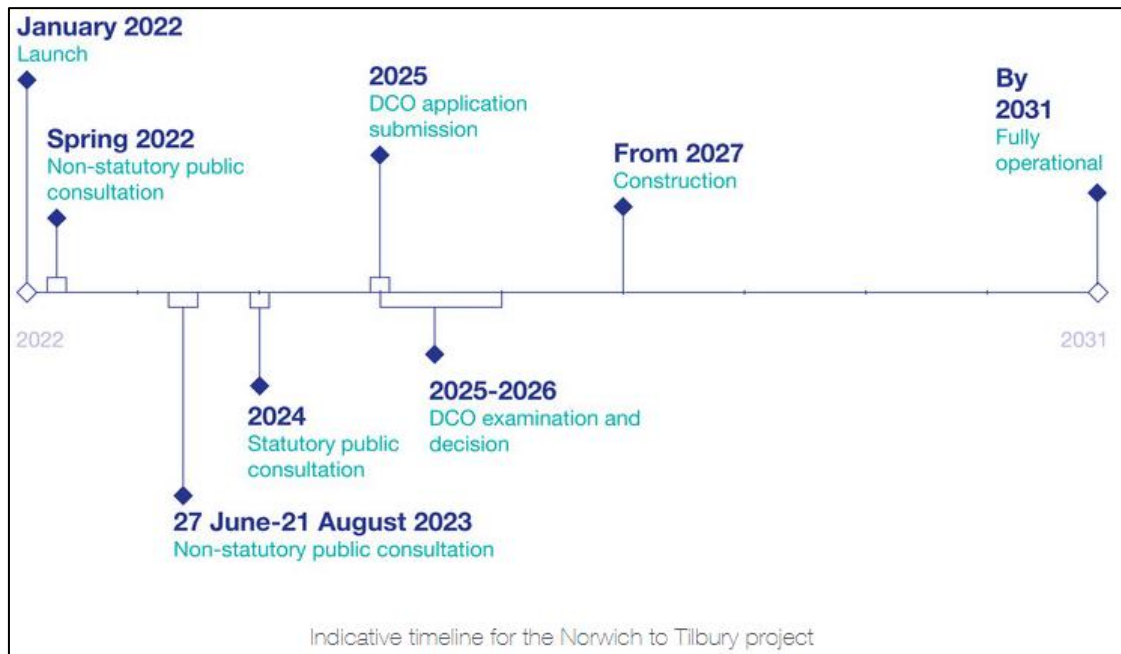 January 2022
Launch
Spring 2022
Non-statutory public
consultation
2025
DCO application
submission
From 2027
Construction
By
2031
Fully
operational
2022
2031
2024
Statutory public
consultation
2025-2026
DCO examination and
decision
27 June-21 August 2023
Non-statutory public consultation
Indicative timeline for the Norwich to Tilbury project